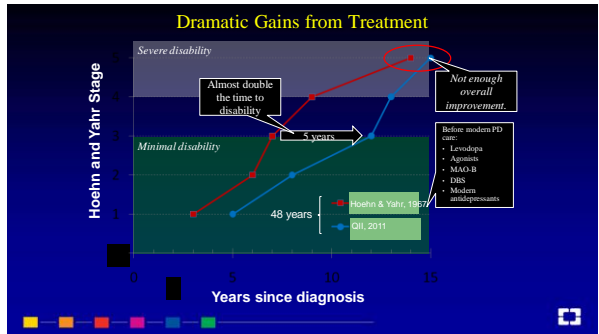 Dramatic Gains from Treatment
Severe disability
Almost double
the time to
disability
Not enough
overall
improvement.
5 years
Minimal disability
Before modern PD
care:
• Levodopa
• Agonists
• MAO-B
• DBS
• Modern
antidepressants
48 years
Hoehn & Yahr, 1967
QII, 2011
Hoehn and Yahr Stage
5
4
3
2
1
0
5
10
15
Years since diagnosis